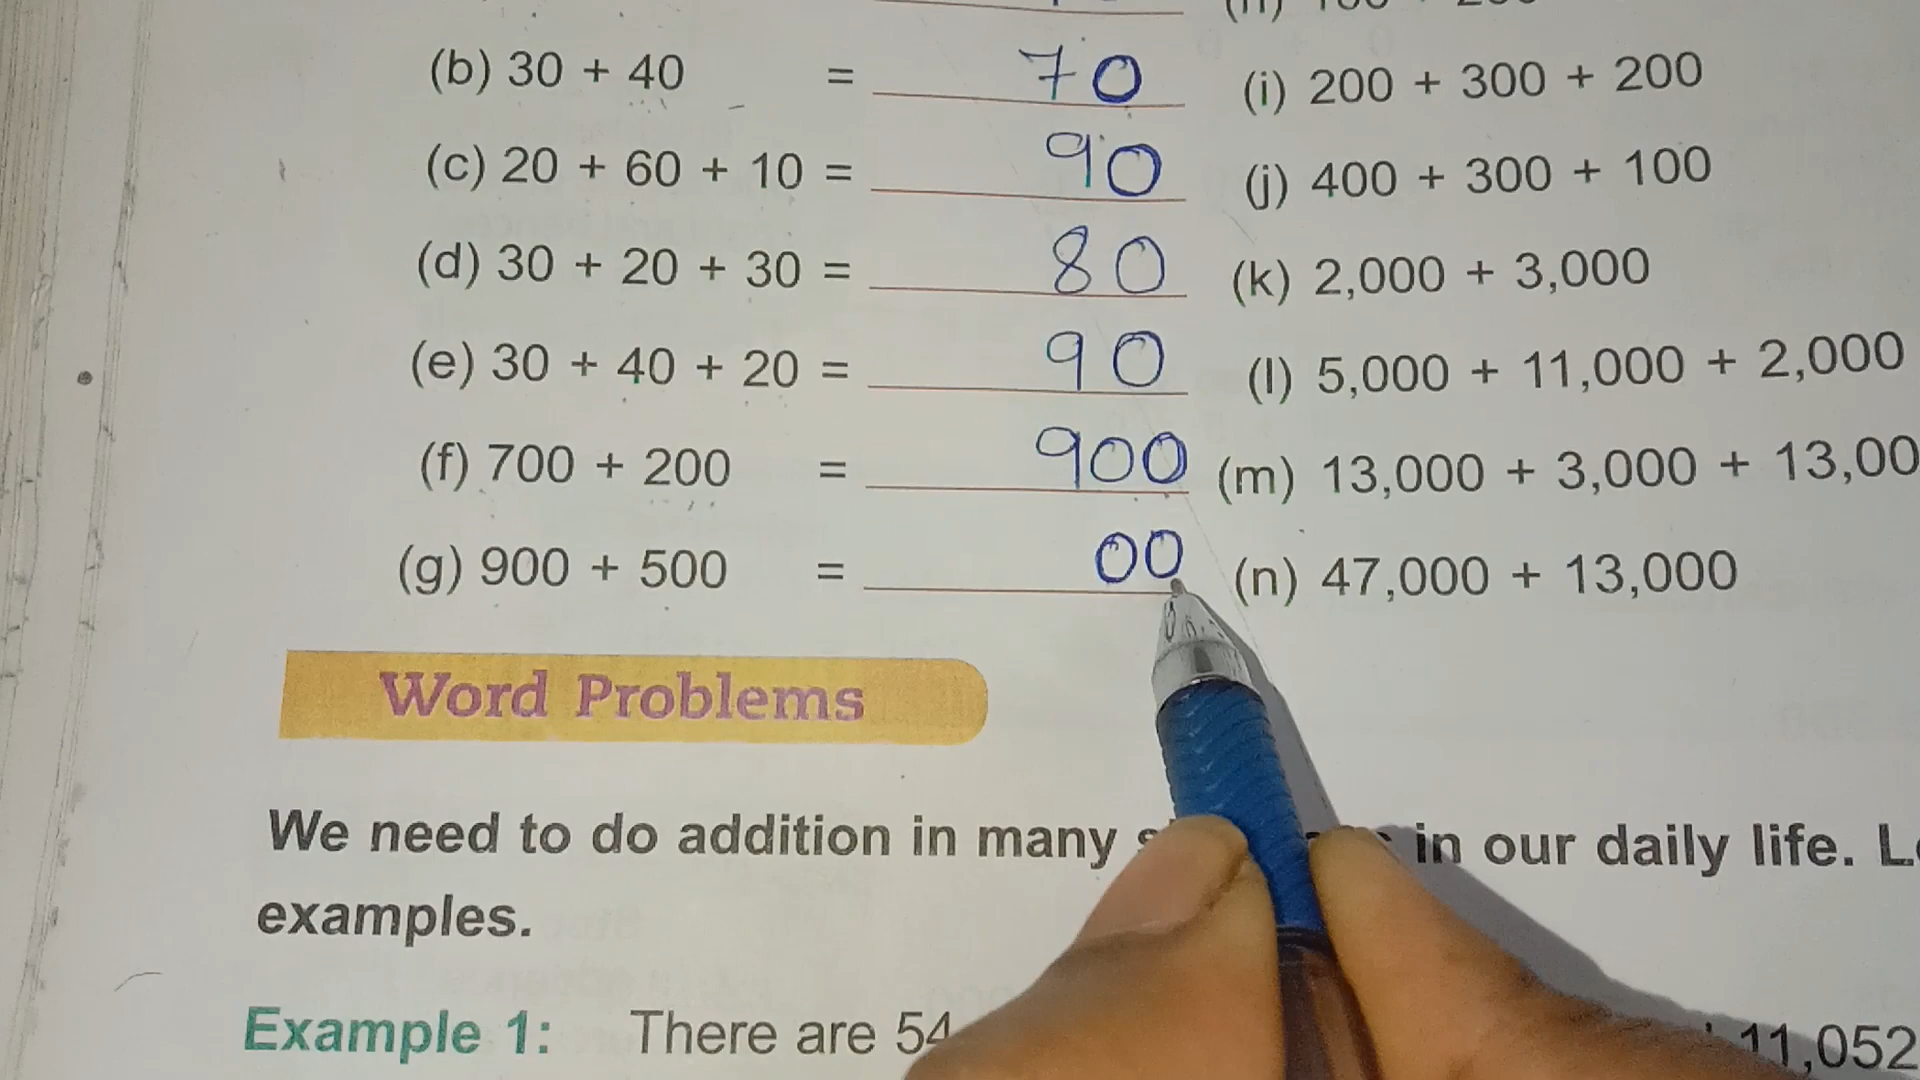 (b) 30 + 40 = 70
(c) 20 + 60 + 10 = 90
(d) 30 + 20 + 30 = 80
(e) 30 + 40 + 20 = 90
(f) 700 + 200 = 900
(g) 900 + 500 = 00
(i) 200 + 300 + 200
(j) 400 + 300 + 100
(k) 2,000 + 3,000
(l) 5,000 + 11,000 + 2,000
(m) 13,000 + 3,000 + 13,00
(n) 47,000 + 13,000
Word Problems
We need to do addition in many in our daily life.
examples.
Example 1: There are 54 11,052